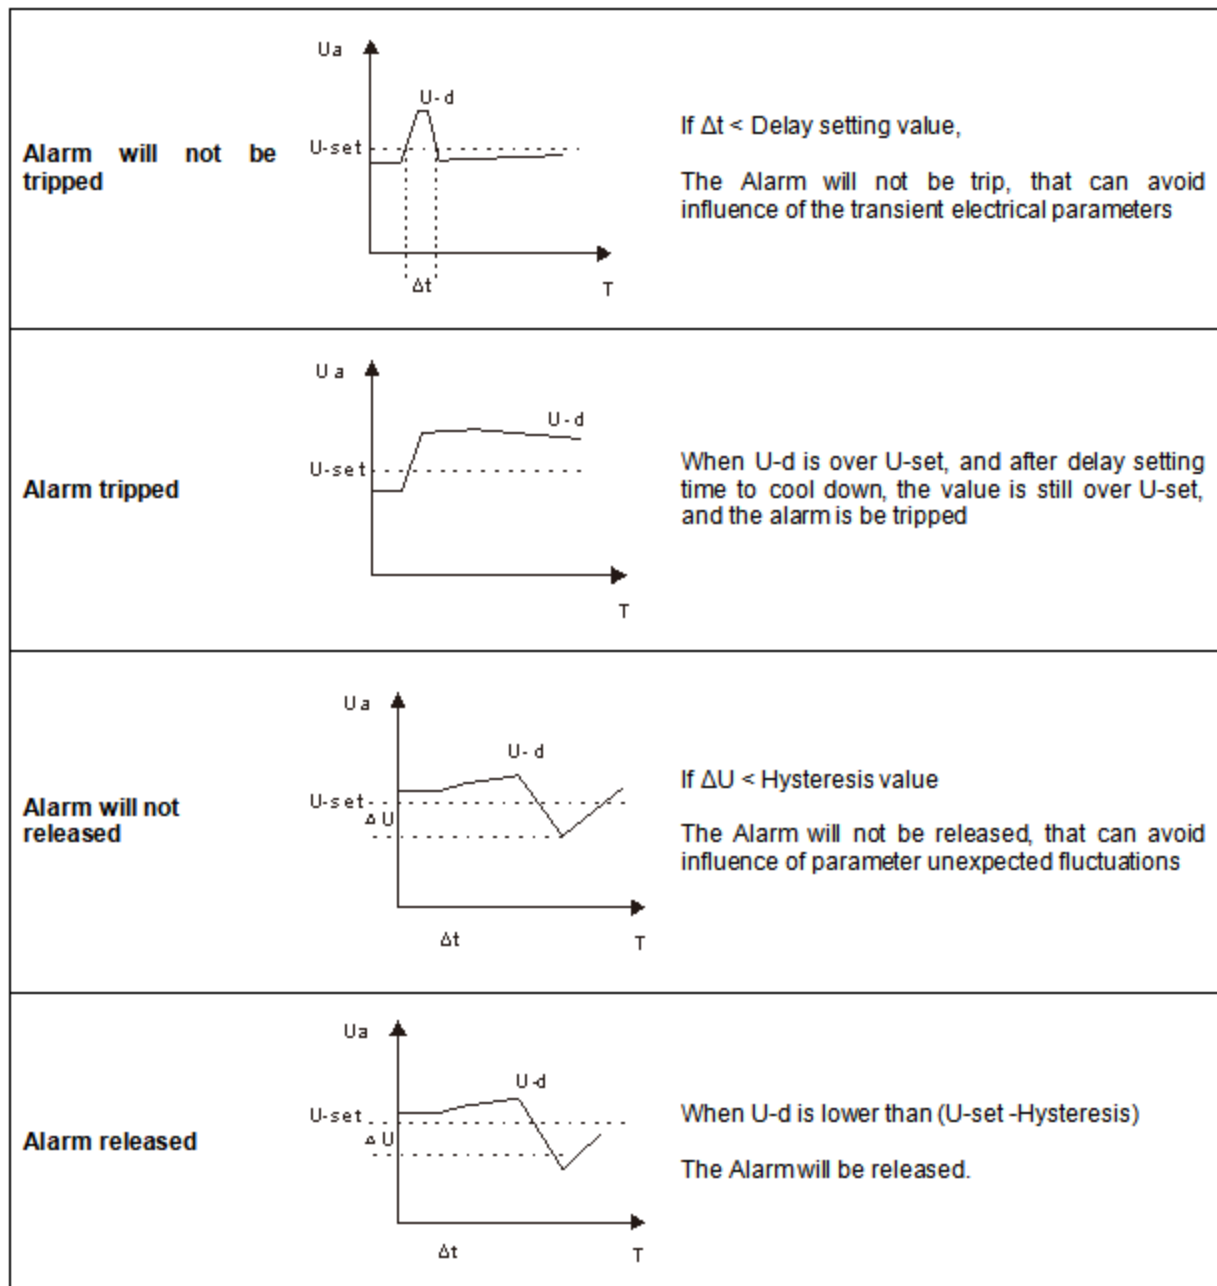 Ua
U-d
U-set
Alarm will not be
tripped
Δt
T
If Δt < Delay setting value,
The Alarm will not be trip, that can avoid
influence of the transient electrical parameters
Ua
U-d
U-set
Alarm tripped
T
When U-d is over U-set, and after delay setting
time to cool down, the value is still over U-set,
and the alarm is be tripped
Ua
U-d
U-set
ΔU
Alarm will not
released
Δt
T
If ΔU < Hysteresis value
The Alarm will not be released, that can avoid
influence of parameter unexpected fluctuations
Ua
U-d
U-set
ΔU
Alarm released
Δt
T
When U-d is lower than (U-set -Hysteresis)
The Alarm will be released.